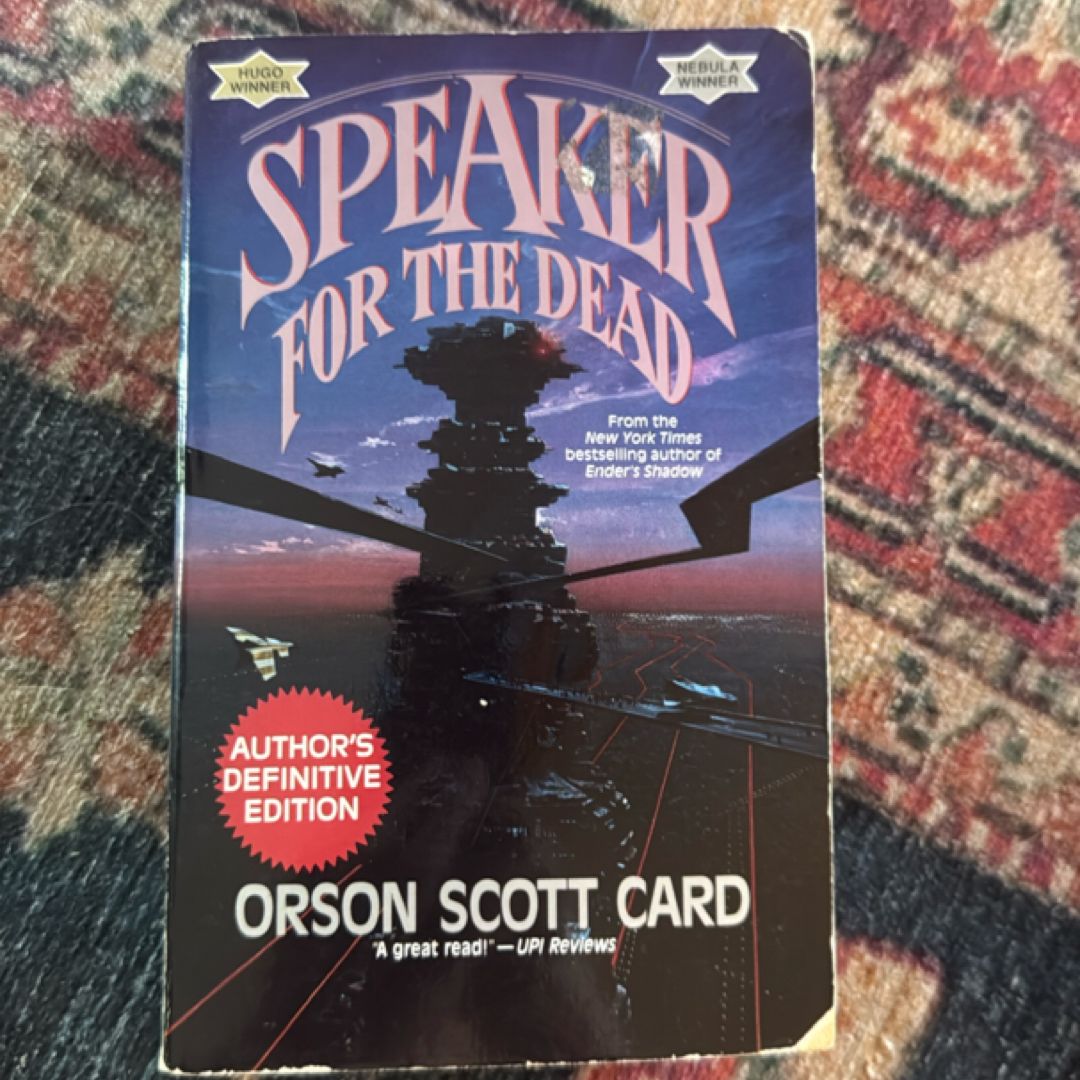 HUGO
WINNER
NEBULA
WINNER
SPEAKER
FOR THE DEAD
From the
New York Times
bestselling author of
Ender's Shadow
AUTHOR'S
DEFINITIVE
EDITION
ORSON SCOTT CARD
"A great read!"—UPI Reviews